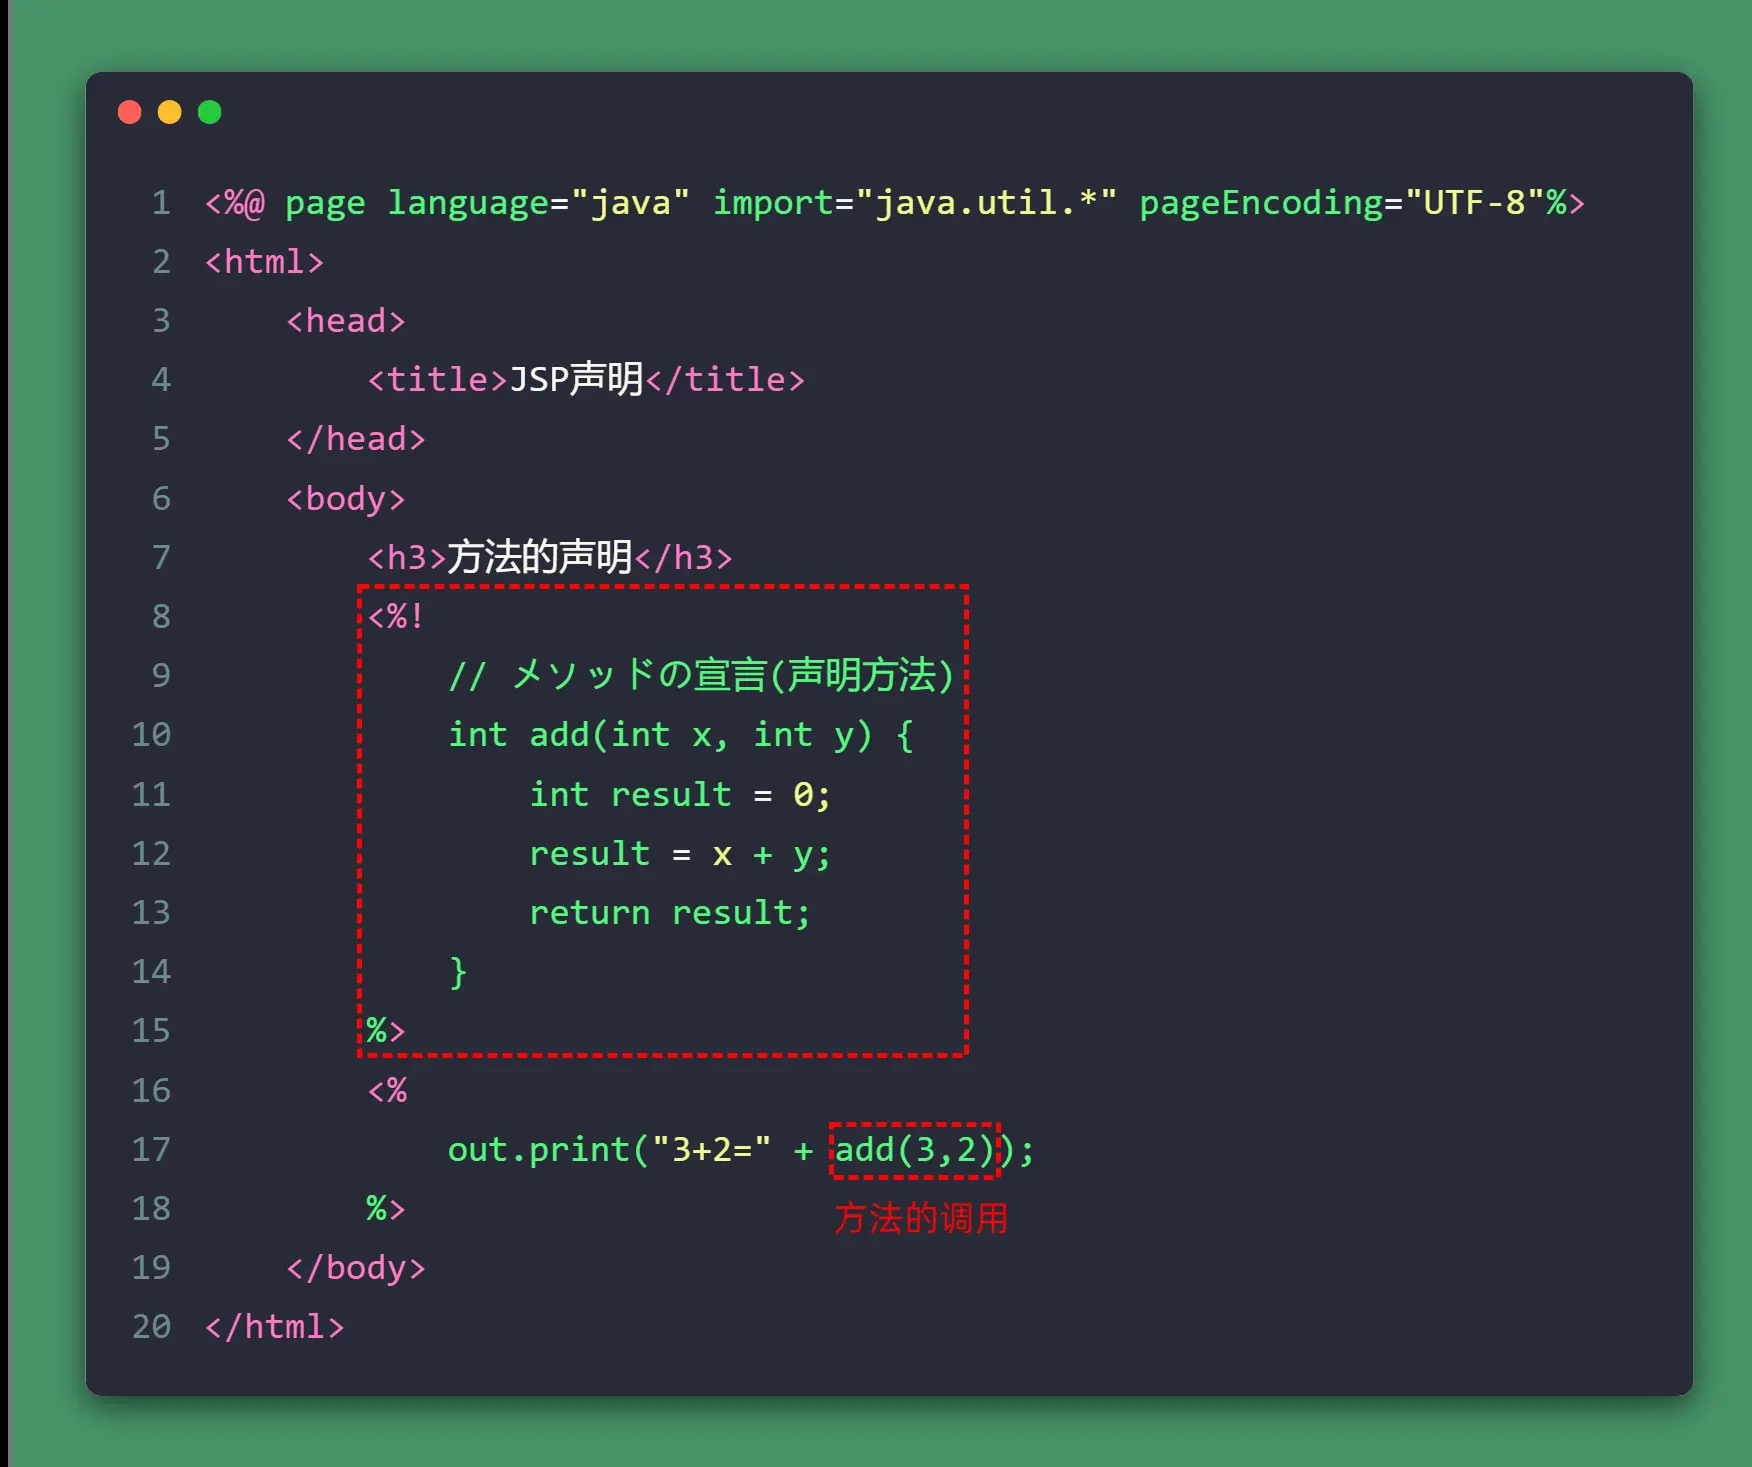 1 <%@ page language="java" import="java.util.*" pageEncoding="UTF-8"%>
2 <html>
3     <head>
4         <title>JSP声明</title>
5     </head>
6     <body>
7         <h3>方法的声明</h3>
8         <%!
9             // メソッドの宣言(声明方法)
10             int add(int x, int y) {
11                 int result = 0;
12                 result = x + y;
13                 return result;
14             }
15         %>
16         <%
17             out.print("3+2=" + add(3,2));
18         %>
方法的调用
19     </body>
20 </html>